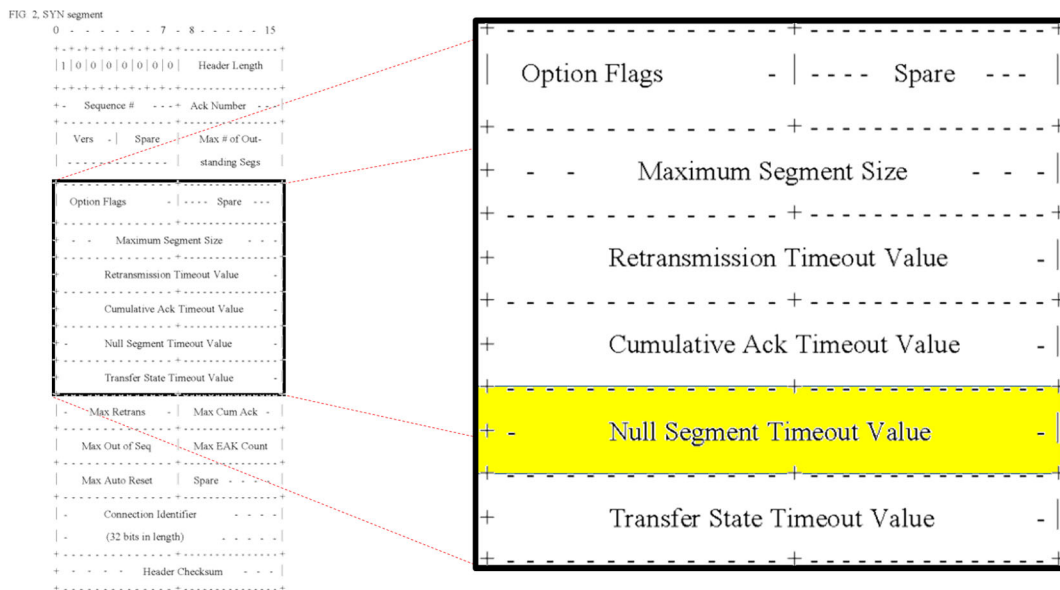 FIG 2, SYN segment
0 - - - - - - 7 - 8 - - - - - - 15
|1|0|0|0|0|0|0|0| Header Length |
+ - Sequence # - - - + Ack Number - - -
| Vers - | Spare | Max # of Out-
- - - - - - - - - - - - standing Segs
Option Flags - | - - - - Spare - - -
+ - - Maximum Segment Size - - - |
+ Retransmission Timeout Value - |
+ Cumulative Ack Timeout Value - |
+ - Null Segment Timeout Value - |
+ Transfer State Timeout Value - |
| - Max Retrans - | Max Cum Ack - |
| Max Out of Seq | Max EAK Count |
| Max Auto Reset | Spare - - - - - |
| - Connection Identifier - - - - |
| - (32 bits in length) - - - - - |
+ - - - - - Header Checksum - - - |
| Option Flags - | - - - - Spare - - - |
+ - - Maximum Segment Size - - - |
+ Retransmission Timeout Value - |
+ Cumulative Ack Timeout Value - |
+ - Null Segment Timeout Value - |
+ Transfer State Timeout Value - |